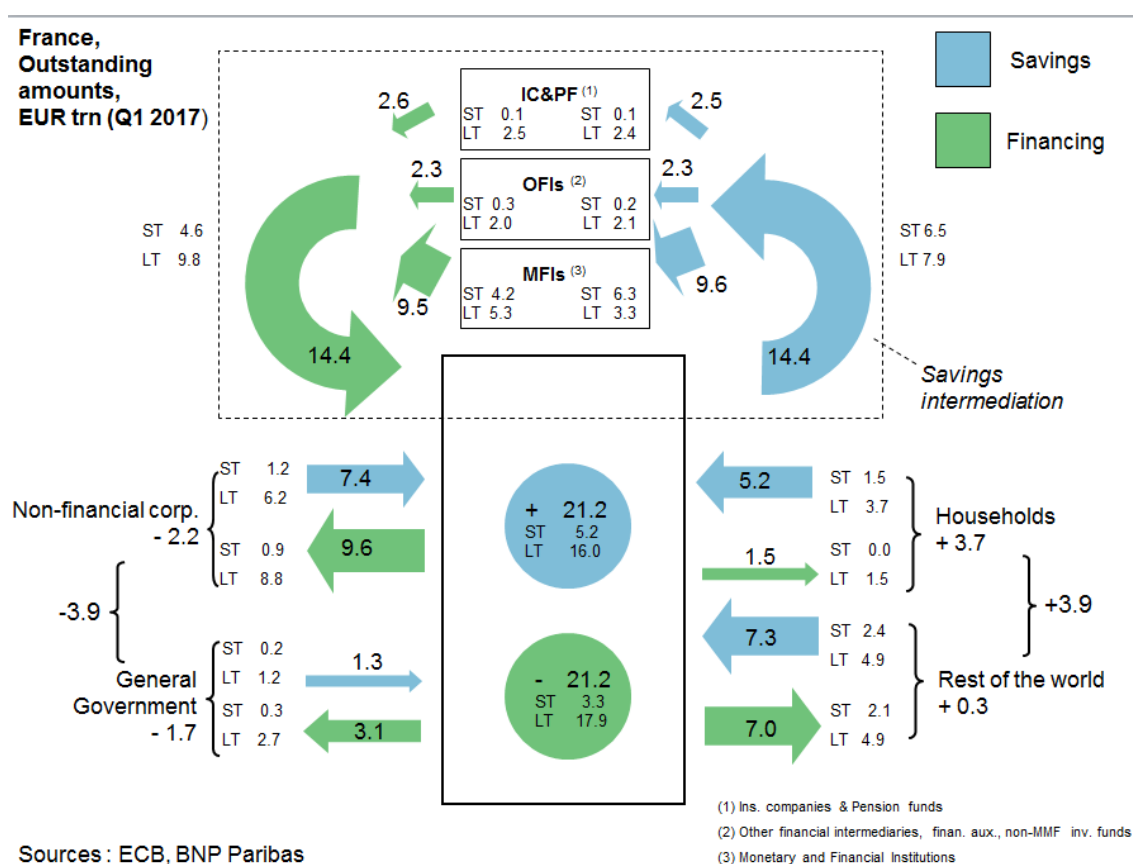 France,
Outstanding
amounts,
EUR trn (Q1 2017)
Savings
Financing
IC&PF (1)
ST 0.1 ST 0.1
LT 2.5 LT 2.4
2.6
2.5
OFIs (2)
ST 0.3 ST 0.2
LT 2.0 LT 2.1
2.3
2.3
MFIs (3)
ST 4.2 ST 6.3
LT 5.3 LT 3.3
9.5
9.6
ST 4.6
LT 9.8
ST 6.5
LT 7.9
14.4
14.4
Savings
intermediation
Non-financial corp.
- 2.2
ST 1.2
LT 6.2
7.4
ST 0.9
LT 8.8
9.6
-3.9
General
Government
- 1.7
ST 0.2
LT 1.2
1.3
ST 0.3
LT 2.7
3.1
+ 21.2
ST 5.2
LT 16.0
- 21.2
ST 3.3
LT 17.9
5.2
ST 1.5
LT 3.7
1.5
ST 0.0
LT 1.5
Households
+ 3.7
+3.9
7.3
ST 2.4
LT 4.9
7.0
ST 2.1
LT 4.9
Rest of the world
+ 0.3
(1) Ins. companies & Pension funds
(2) Other financial intermediaries, finan. aux., non-MMF inv. funds
(3) Monetary and Financial Institutions
Sources : ECB, BNP Paribas